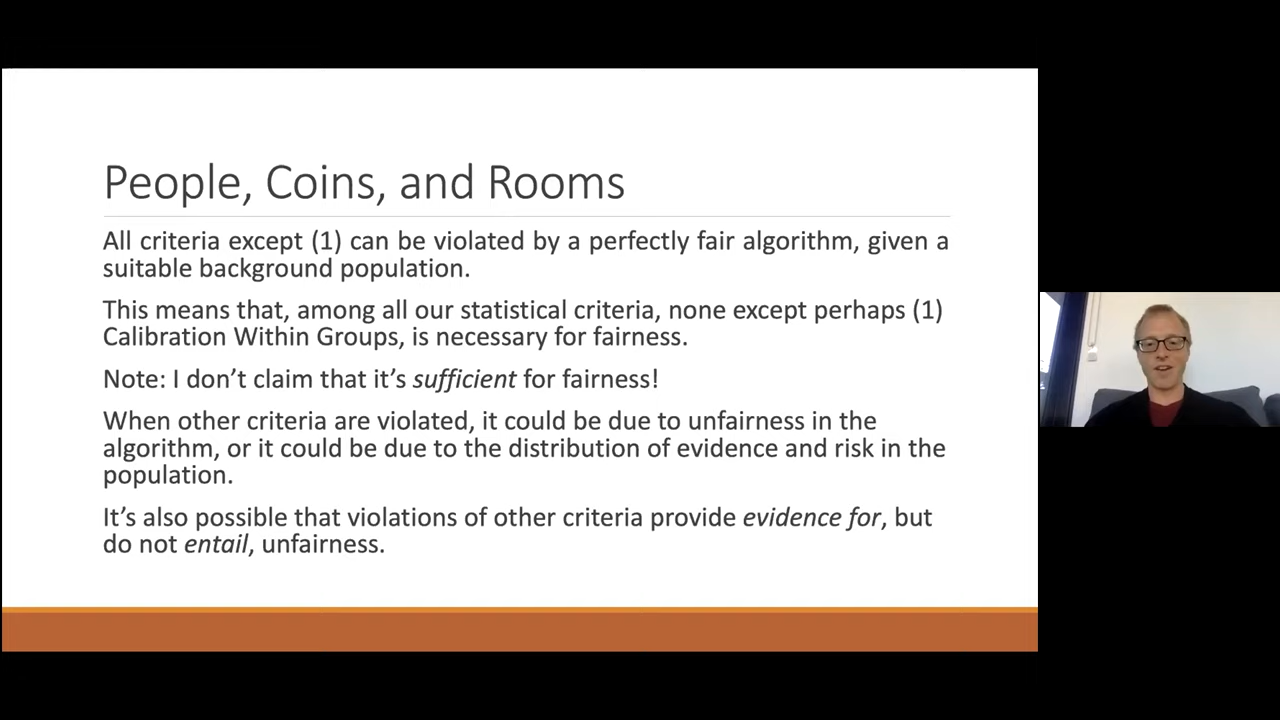 People, Coins, and Rooms
All criteria except (1) can be violated by a perfectly fair algorithm, given a
suitable background population.
This means that, among all our statistical criteria, none except perhaps (1)
Calibration Within Groups, is necessary for fairness.
Note: I don’t claim that it’s sufficient for fairness!
When other criteria are violated, it could be due to unfairness in the
algorithm, or it could be due to the distribution of evidence and risk in the
population.
It’s also possible that violations of other criteria provide evidence for, but
do not entail, unfairness.